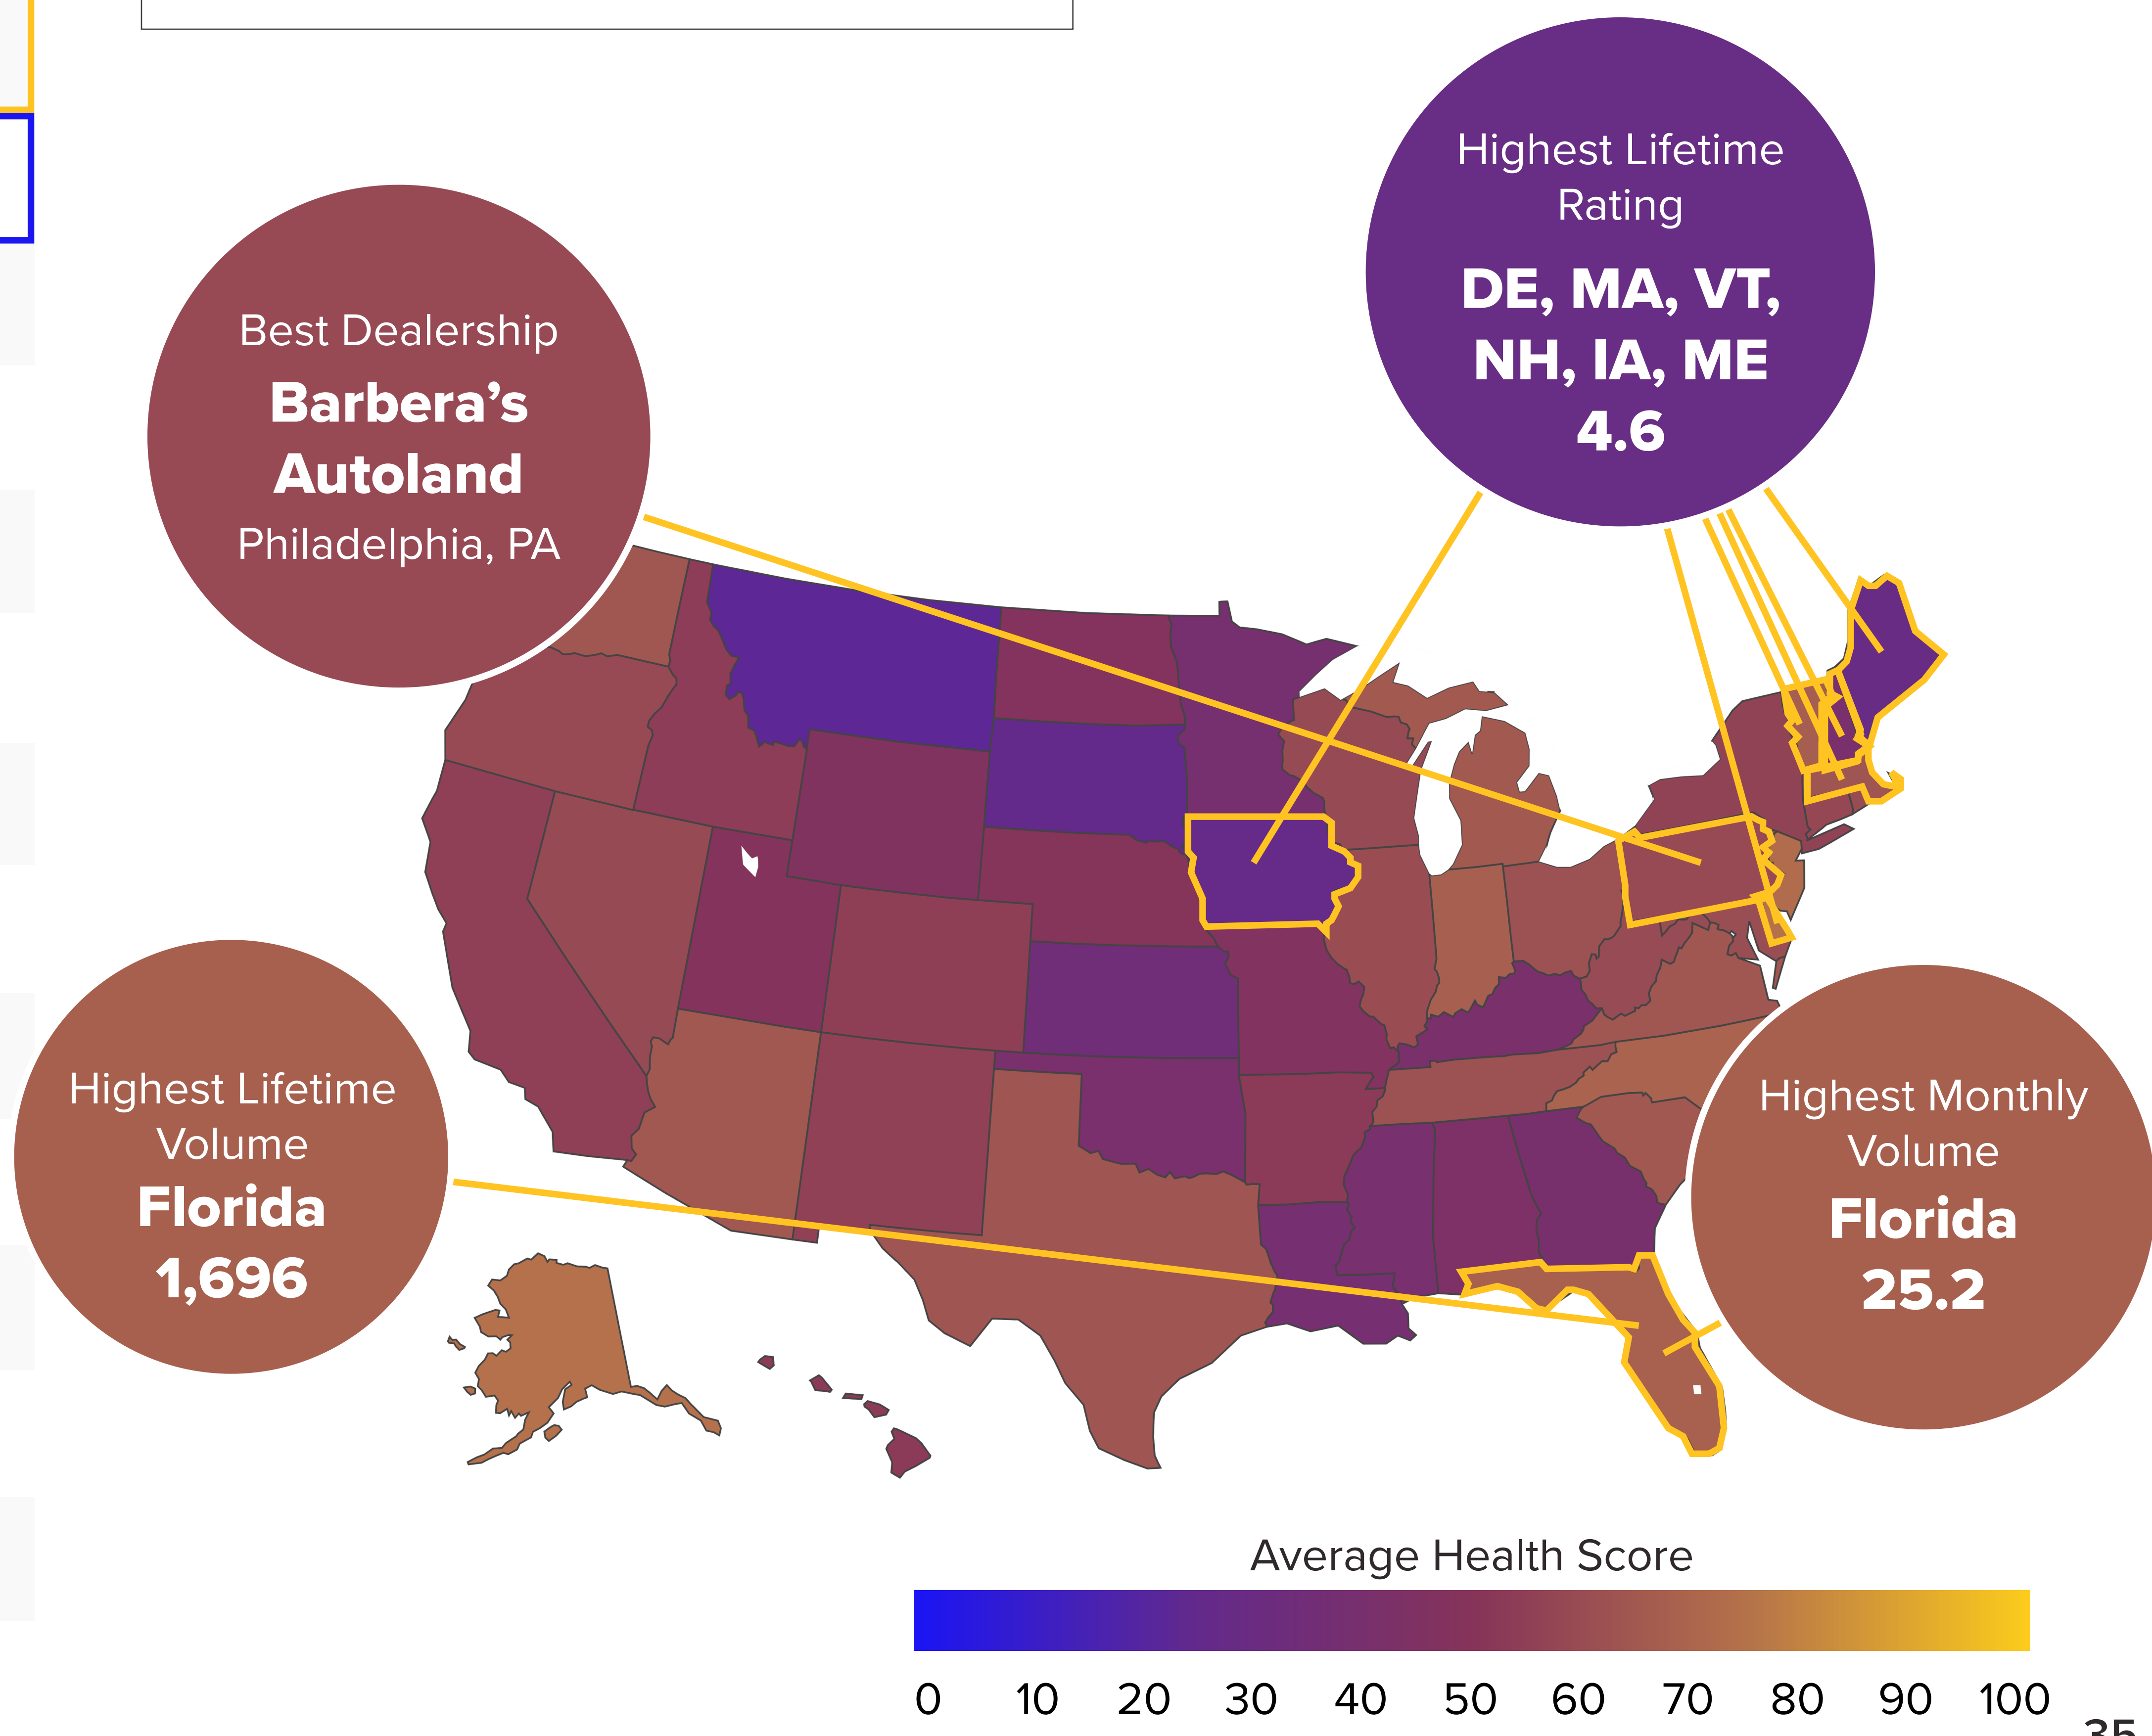 Highest Lifetime
Rating
DE, MA, VT,
NH, IA, ME
4.6
Best Dealership
Barbera's
Autoland
Philadelphia, PA
Highest Lifetime
Volume
Florida
1,696
Highest Monthly
Volume
Florida
25.2
Average Health Score
0 10 20 30 40 50 60 70 80 90 100
35